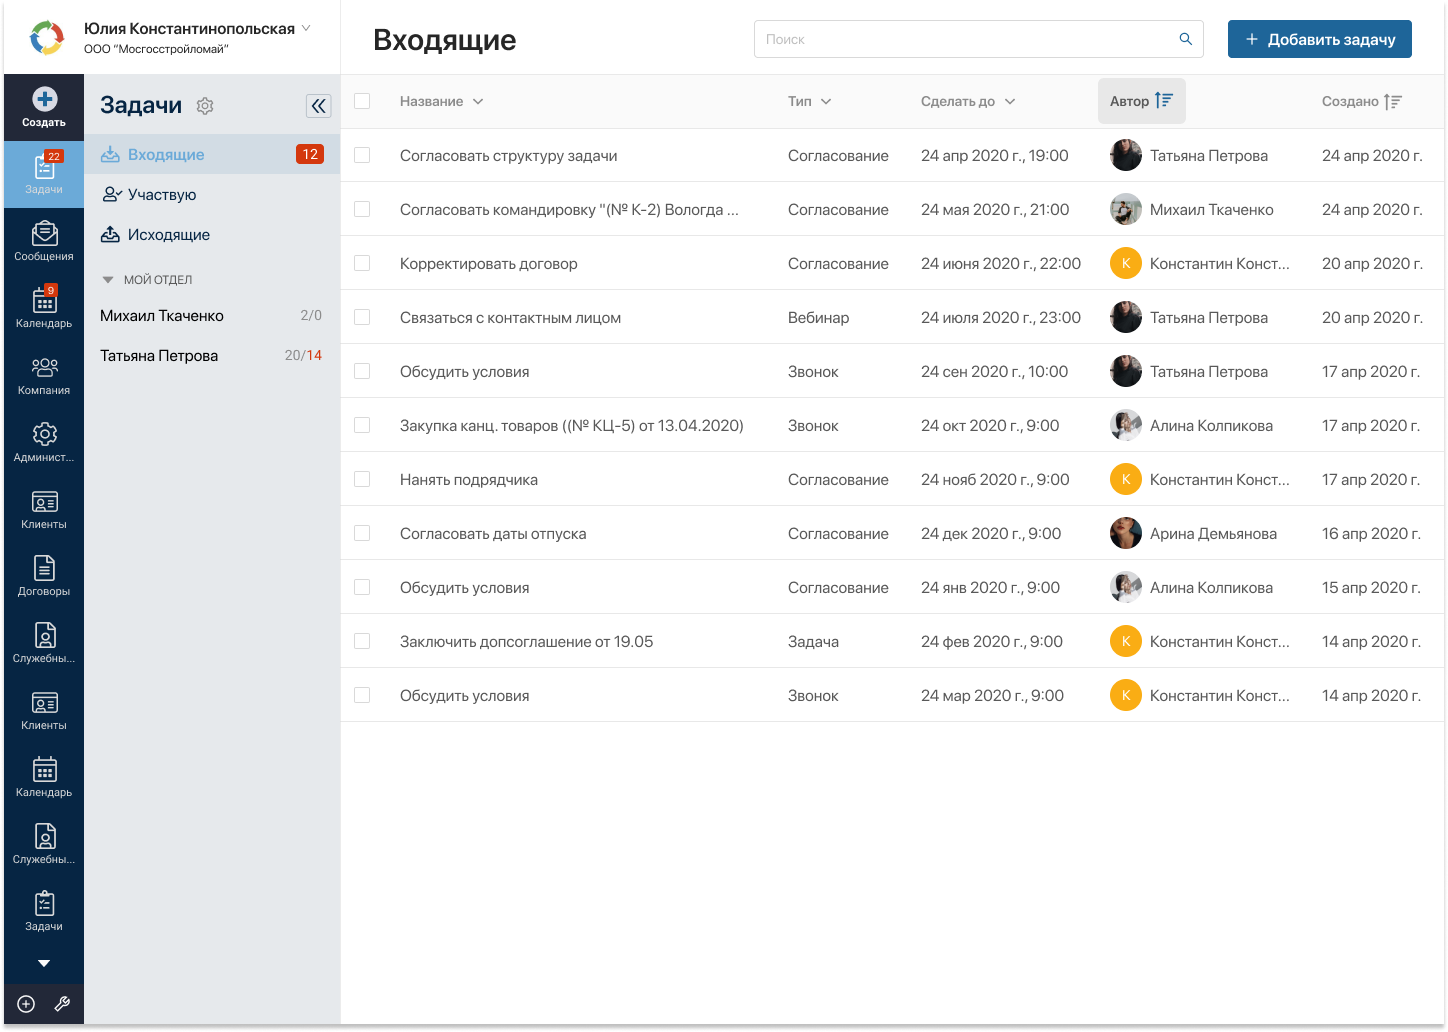 Юлия Константинопольская
ООО "Мосгосстройломай"
Входящие
Поиск
Добавить задачу
Создать
22
Задачи
Сообщения
9
Календарь
Компания
Админист...
Клиенты
Договоры
Служебны...
Клиенты
Календарь
Служебны...
Задачи
Задачи
Входящие 12
Участвую
Исходящие
МОЙ ОТДЕЛ
Михаил Ткаченко 2/0
Татьяна Петрова 20/14
Название Тип Сделать до Автор Создано
Согласовать структуру задачи Согласование 24 апр 2020 г., 19:00 Татьяна Петрова 24 апр 2020 г.
Согласовать командировку "(№ К-2) Вологда ... Согласование 24 мая 2020 г., 21:00 Михаил Ткаченко 24 апр 2020 г.
Корректировать договор Согласование 24 июня 2020 г., 22:00 К Константин Конст... 20 апр 2020 г.
Связаться с контактным лицом Вебинар 24 июля 2020 г., 23:00 Татьяна Петрова 20 апр 2020 г.
Обсудить условия Звонок 24 сен 2020 г., 10:00 Татьяна Петрова 17 апр 2020 г.
Закупка канц. товаров ((№ КЦ-5) от 13.04.2020) Звонок 24 окт 2020 г., 9:00 Алина Колпикова 17 апр 2020 г.
Нанять подрядчика Согласование 24 нояб 2020 г., 9:00 К Константин Конст... 17 апр 2020 г.
Согласовать даты отпуска Согласование 24 дек 2020 г., 9:00 Арина Демьянова 16 апр 2020 г.
Обсудить условия Согласование 24 янв 2020 г., 9:00 Алина Колпикова 15 апр 2020 г.
Заключить допсоглашение от 19.05 Задача 24 фев 2020 г., 9:00 К Константин Конст... 14 апр 2020 г.
Обсудить условия Звонок 24 мар 2020 г., 9:00 К Константин Конст... 14 апр 2020 г.